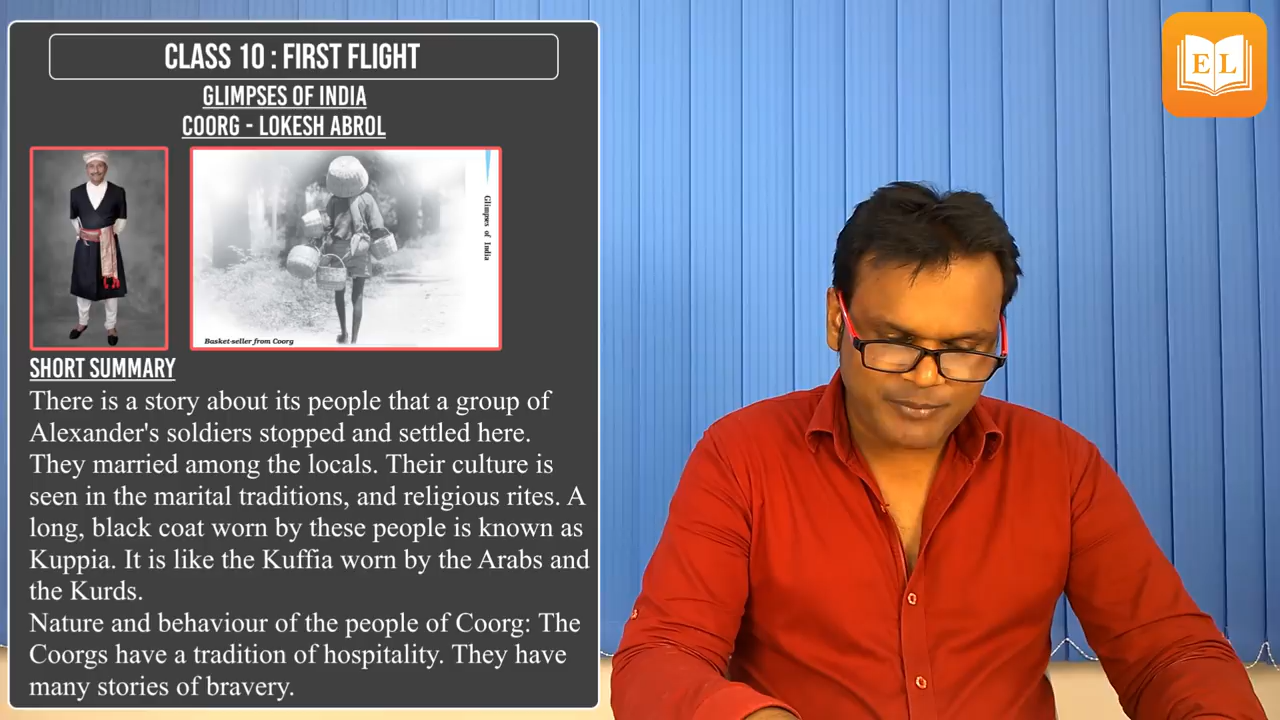 CLASS 10 : FIRST FLIGHT
GLIMPSES OF INDIA
COORG - LOKESH ABROL
Glimpses of India
Basket-seller from Coorg
SHORT SUMMARY
There is a story about its people that a group of
Alexander's soldiers stopped and settled here.
They married among the locals. Their culture is
seen in the marital traditions, and religious rites. A
long, black coat worn by these people is known as
Kuppia. It is like the Kuffia worn by the Arabs and
the Kurds.
Nature and behaviour of the people of Coorg: The
Coorgs have a tradition of hospitality. They have
many stories of bravery.
E L